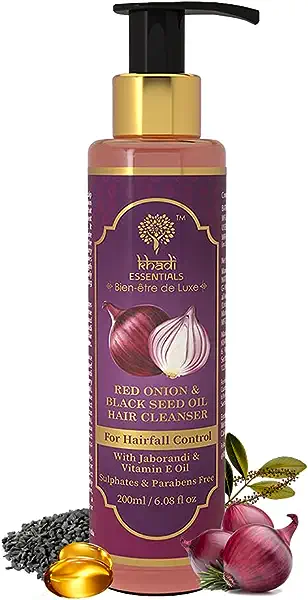 TM
khadi
ESSENTIALS
Bien-être de Luxe
RED ONION &
BLACK SEED OIL
HAIR CLEANSER
For Hairfall Control
With Jaborandi &
Vitamin E Oil
Sulphates & Parabens Free
200ml / 6.08 fl oz